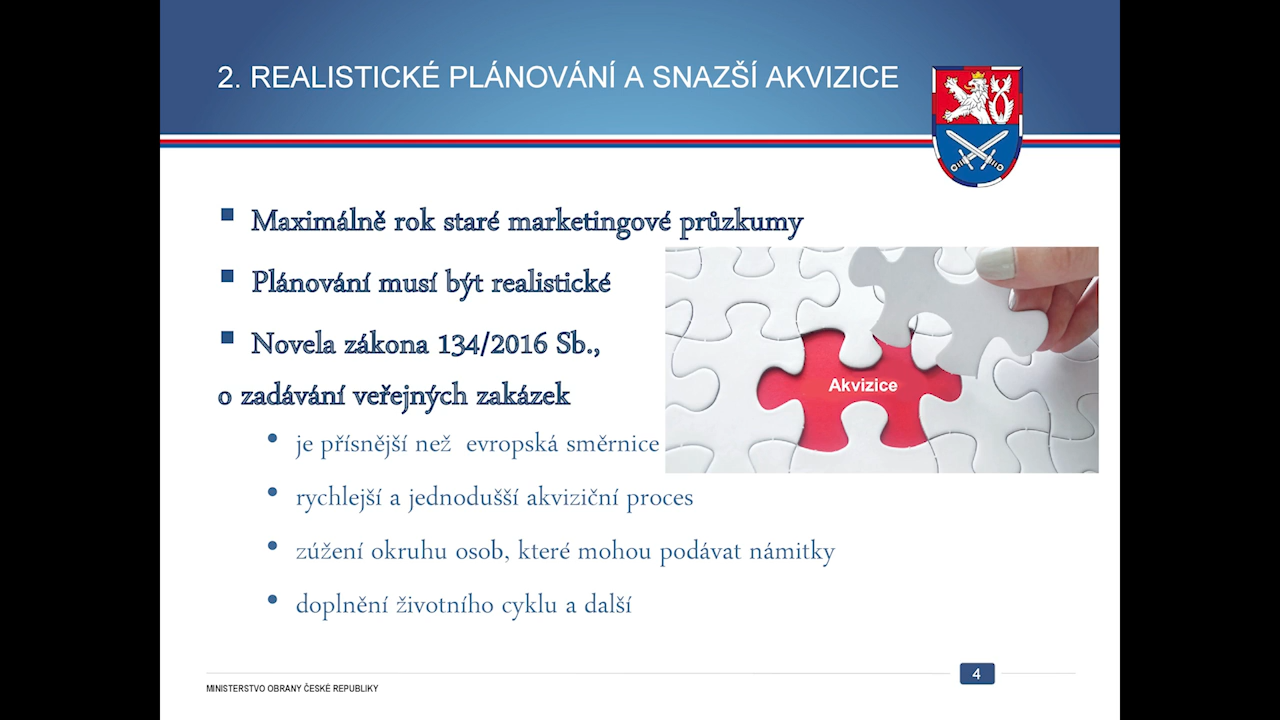 2. REALISTICKÉ PLÁNOVÁNÍ A SNAZŠÍ AKVIZICE
▪ Maximálně rok staré marketingové průzkumy
▪ Plánování musí být realistické
▪ Novela zákona 134/2016 Sb.,
o zadávání veřejných zakázek
• je přísnější než evropská směrnice
• rychlejší a jednodušší akviziční proces
• zúžení okruhu osob, které mohou podávat námitky
• doplnění životního cyklu a další
Akvizice
MINISTERSTVO OBRANY ČESKÉ REPUBLIKY
4